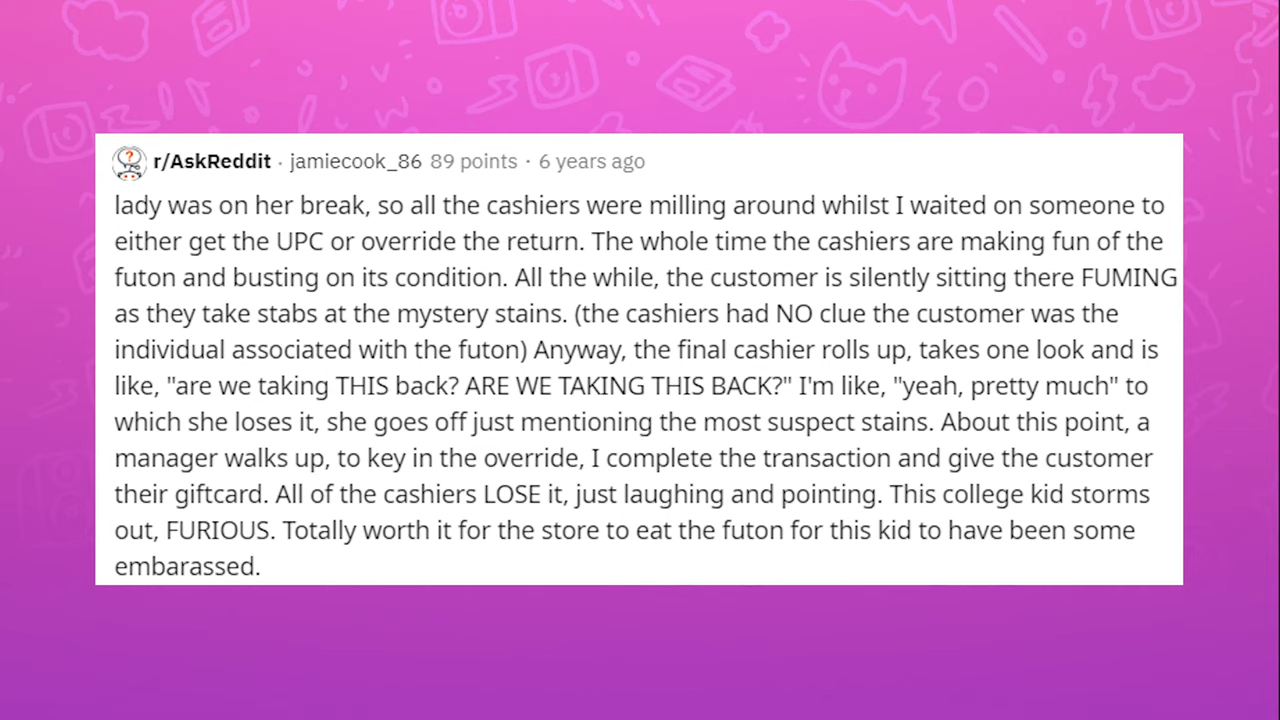 r/AskReddit · jamiecook_86 89 points · 6 years ago
lady was on her break, so all the cashiers were milling around whilst I waited on someone to
either get the UPC or override the return. The whole time the cashiers are making fun of the
futon and busting on its condition. All the while, the customer is silently sitting there FUMING
as they take stabs at the mystery stains. (the cashiers had NO clue the customer was the
individual associated with the futon) Anyway, the final cashier rolls up, takes one look and is
like, "are we taking THIS back? ARE WE TAKING THIS BACK?" I'm like, "yeah, pretty much" to
which she loses it, she goes off just mentioning the most suspect stains. About this point, a
manager walks up, to key in the override, I complete the transaction and give the customer
their giftcard. All of the cashiers LOSE it, just laughing and pointing. This college kid storms
out, FURIOUS. Totally worth it for the store to eat the futon for this kid to have been some
embarassed.